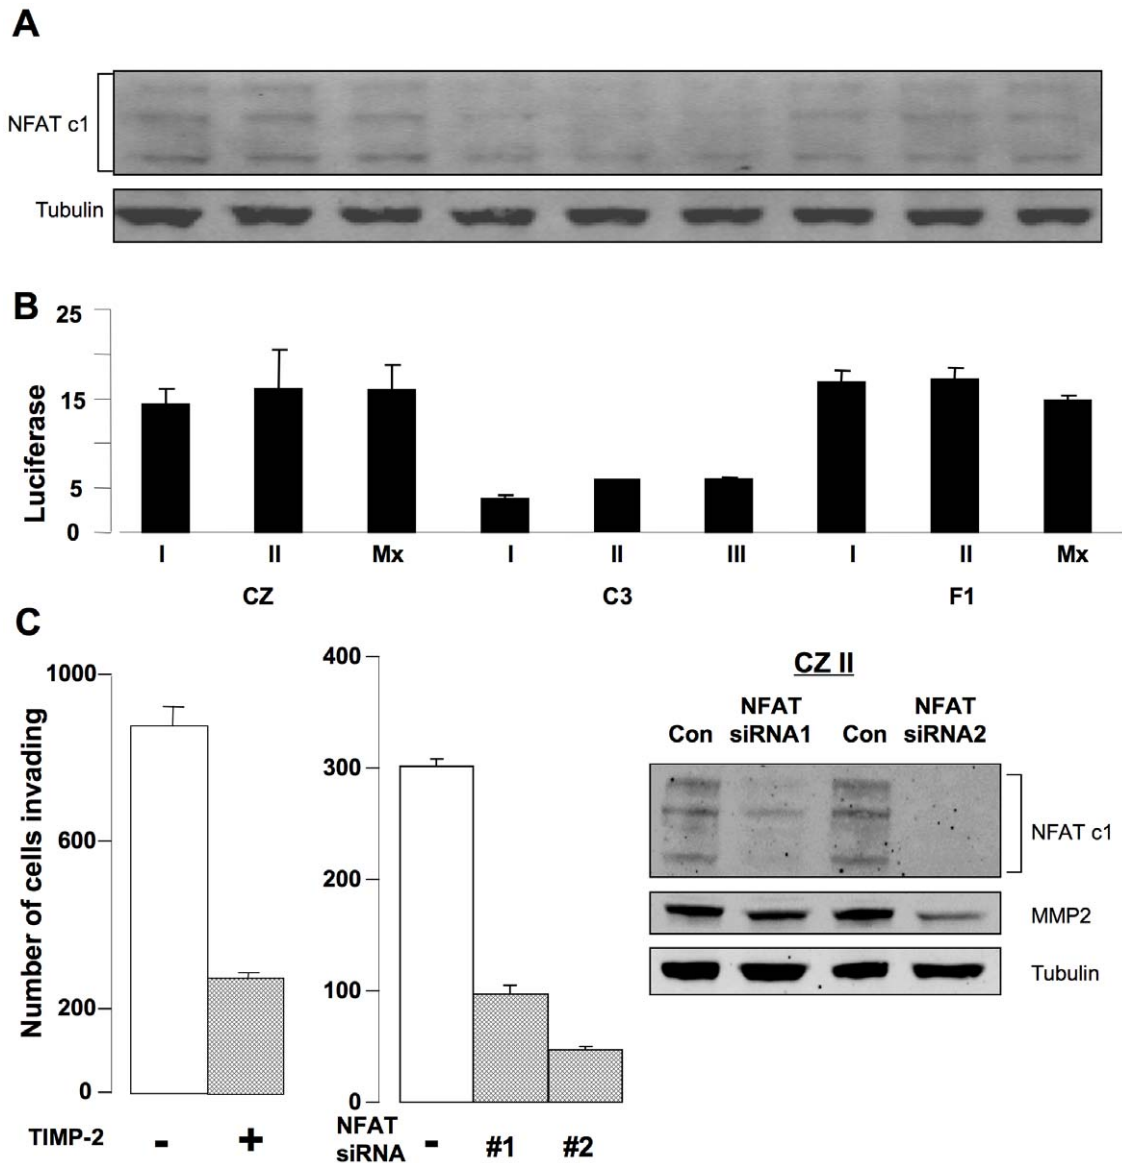 A
NFAT c1
Tubulin
B
Luciferase
25
15
5
0
I II Mx I II III I II Mx
CZ C3 F1
C
Number of cells invading
1000
600
200
0
TIMP-2 - +
400
300
200
100
0
NFAT
siRNA - #1 #2
CZ II
NFAT NFAT
Con siRNA1 Con siRNA2
NFAT c1
MMP2
Tubulin